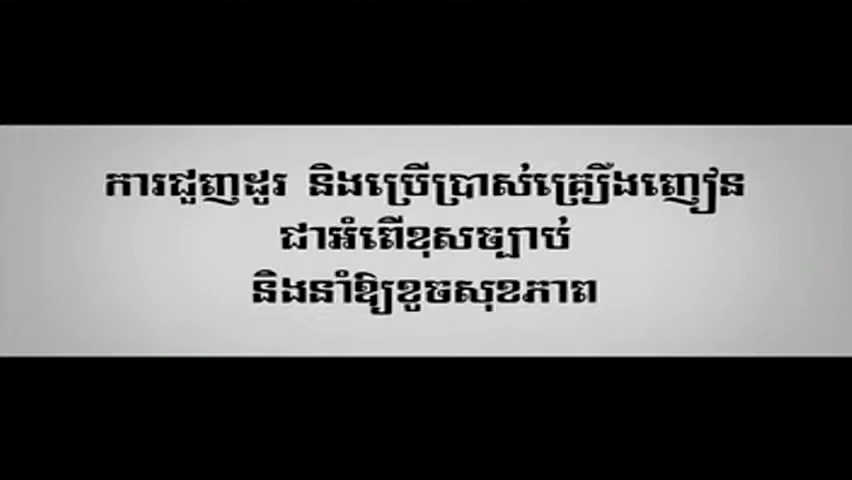 ការជួញដូរ និងប្រើប្រាស់គ្រឿងញៀន
ជាអំពើខុសច្បាប់
និងនាំឱ្យខូចសុខភាព